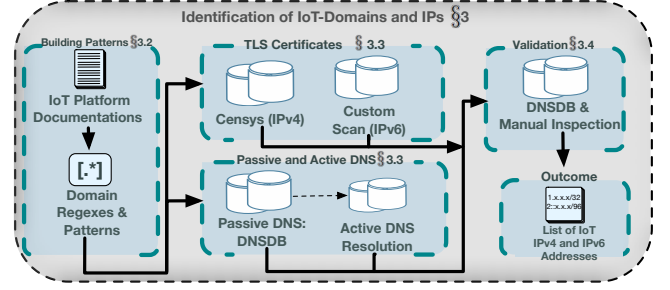 Identification of IoT-Domains and IPs §3
Building Patterns §3.2
IoT Platform
Documentations
[.*]
Domain
Regexes &
Patterns
TLS Certificates § 3.3
Censys (IPv4)
Custom
Scan (IPv6)
Passive and Active DNS§3.3
Passive DNS:
DNSDB
Active DNS
Resolution
Validation§3.4
DNSDB &
Manual Inspection
Outcome
1.x.x.x/32
2::x.x.x/96
List of IoT
IPv4 and IPv6
Addresses